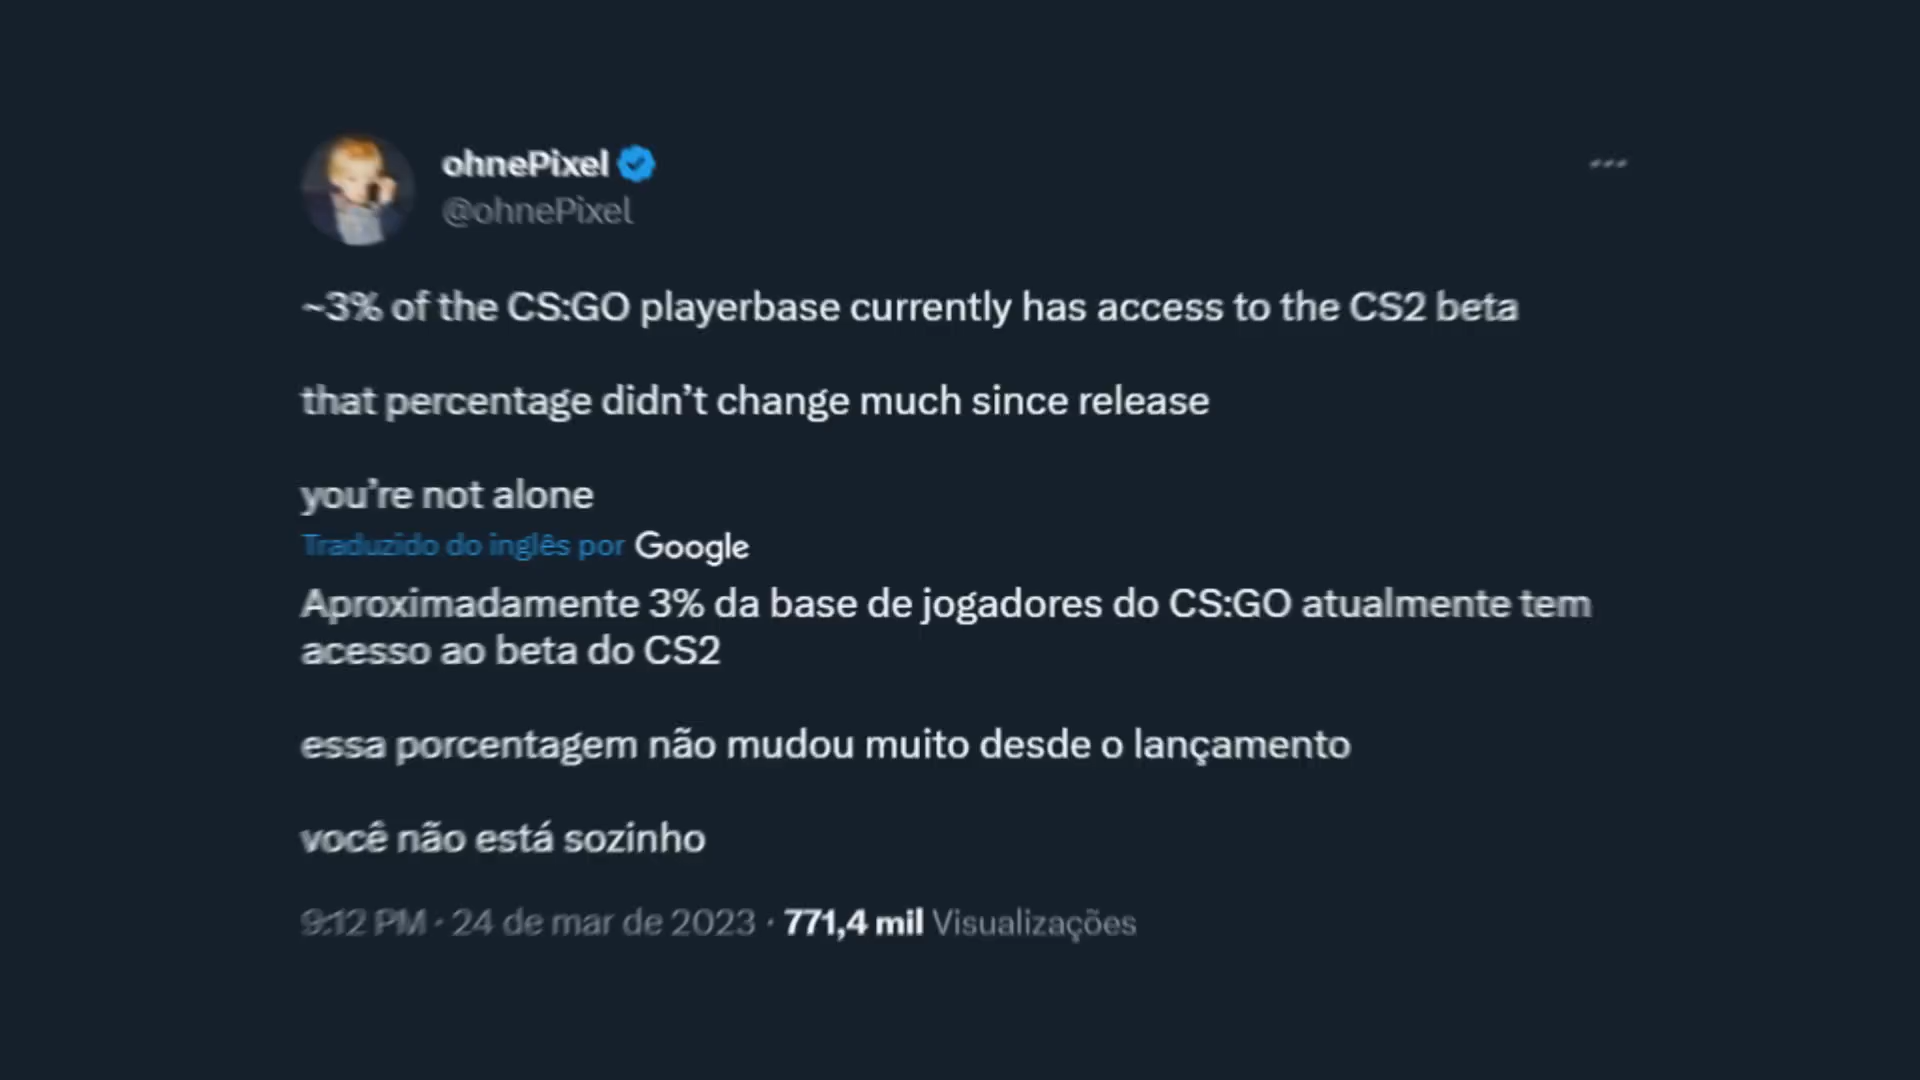 ohnePixel
@ohnePixel
~3% of the CS:GO playerbase currently has access to the CS2 beta
that percentage didn’t change much since release
you’re not alone
Traduzido do inglês por Google
Aproximadamente 3% da base de jogadores do CS:GO atualmente tem
acesso ao beta do CS2
essa porcentagem não mudou muito desde o lançamento
você não está sozinho
9:12 PM · 24 de mar de 2023 · 771,4 mil Visualizações